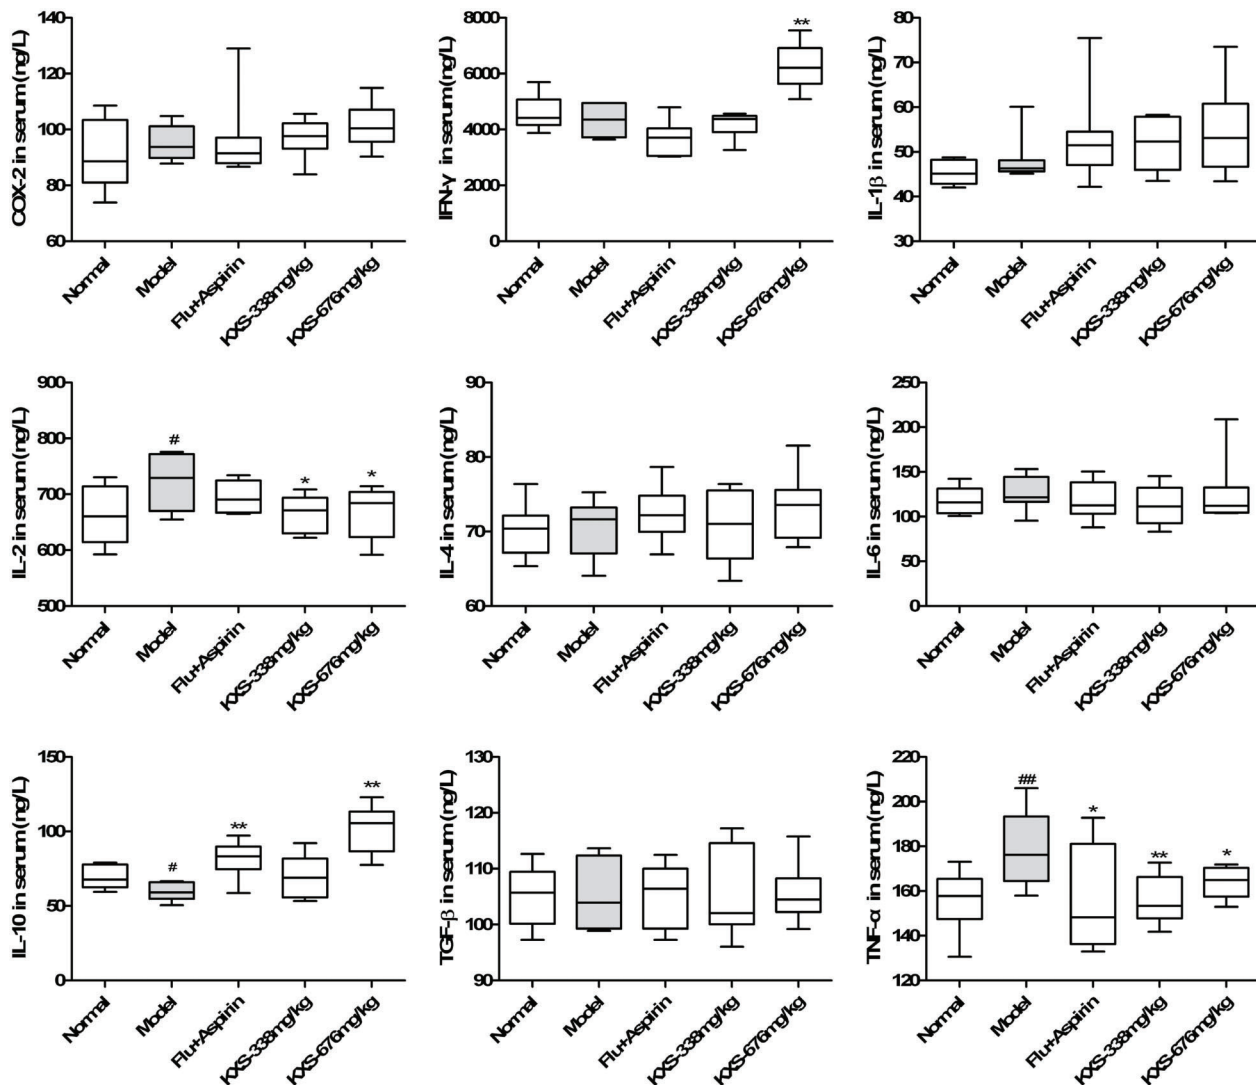 COX-2 in serum (ng/L)
140
120
100
80
60
Normal
Model
Flu+Aspirin
KXS-338mg/kg
KXS-676mg/kg
IFN-γ in serum (ng/L)
8000
6000
4000
2000
0
**
Normal
Model
Flu+Aspirin
KXS-338mg/kg
KXS-676mg/kg
IL-1β in serum (ng/L)
80
70
60
50
40
30
Normal
Model
Flu+Aspirin
KXS-338mg/kg
KXS-676mg/kg
IL-2 in serum (ng/L)
900
800
700
600
500
#
*
*
Normal
Model
Flu+Aspirin
KXS-338mg/kg
KXS-676mg/kg
IL-4 in serum (ng/L)
90
80
70
60
Normal
Model
Flu+Aspirin
KXS-338mg/kg
KXS-676mg/kg
IL-6 in serum (ng/L)
250
200
150
100
50
0
Normal
Model
Flu+Aspirin
KXS-338mg/kg
KXS-676mg/kg
IL-10 in serum (ng/L)
150
100
50
0
#
**
**
Normal
Model
Flu+Aspirin
KXS-338mg/kg
KXS-676mg/kg
TGF-β in serum (ng/L)
130
120
110
100
90
Normal
Model
Flu+Aspirin
KXS-338mg/kg
KXS-676mg/kg
TNF-α in serum (ng/L)
220
200
180
160
140
120
##
*
**
*
Normal
Model
Flu+Aspirin
KXS-338mg/kg
KXS-676mg/kg